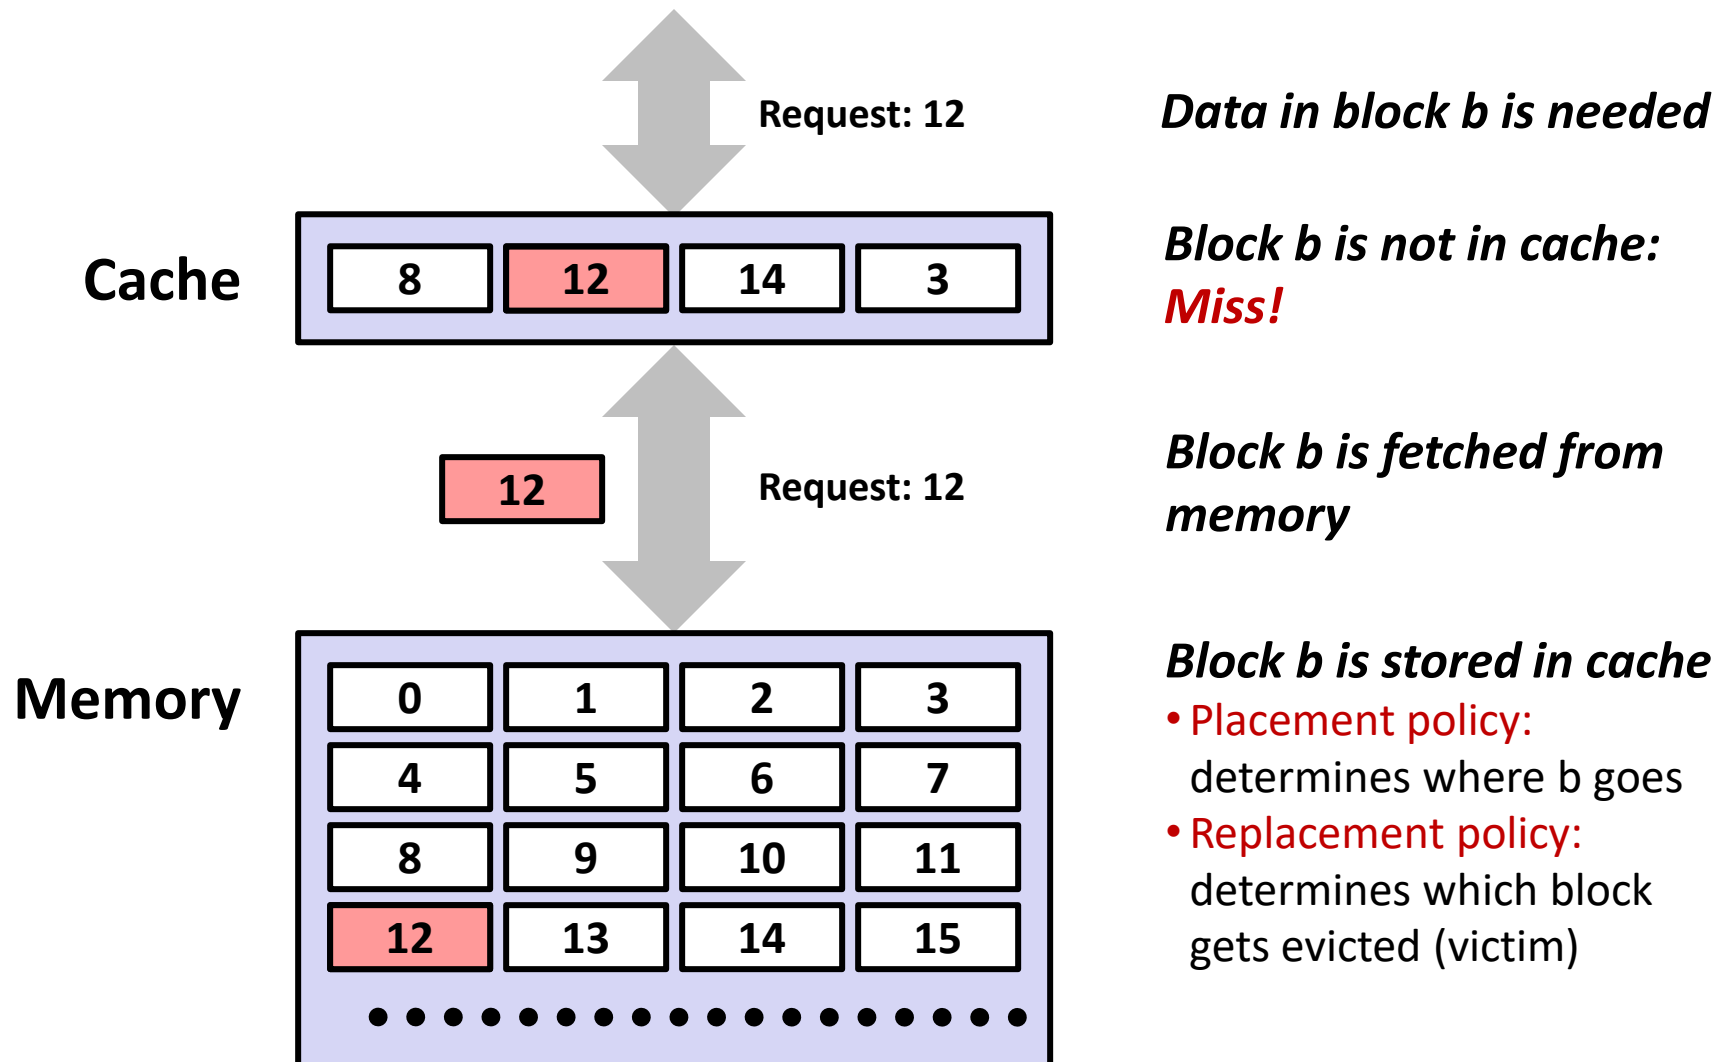 Request: 12
Data in block b is needed
Cache
8 12 14 3
Block b is not in cache:
Miss!
12
Request: 12
Block b is fetched from
memory
Memory
0 1 2 3
4 5 6 7
8 9 10 11
12 13 14 15
Block b is stored in cache
• Placement policy:
determines where b goes
• Replacement policy:
determines which block
gets evicted (victim)